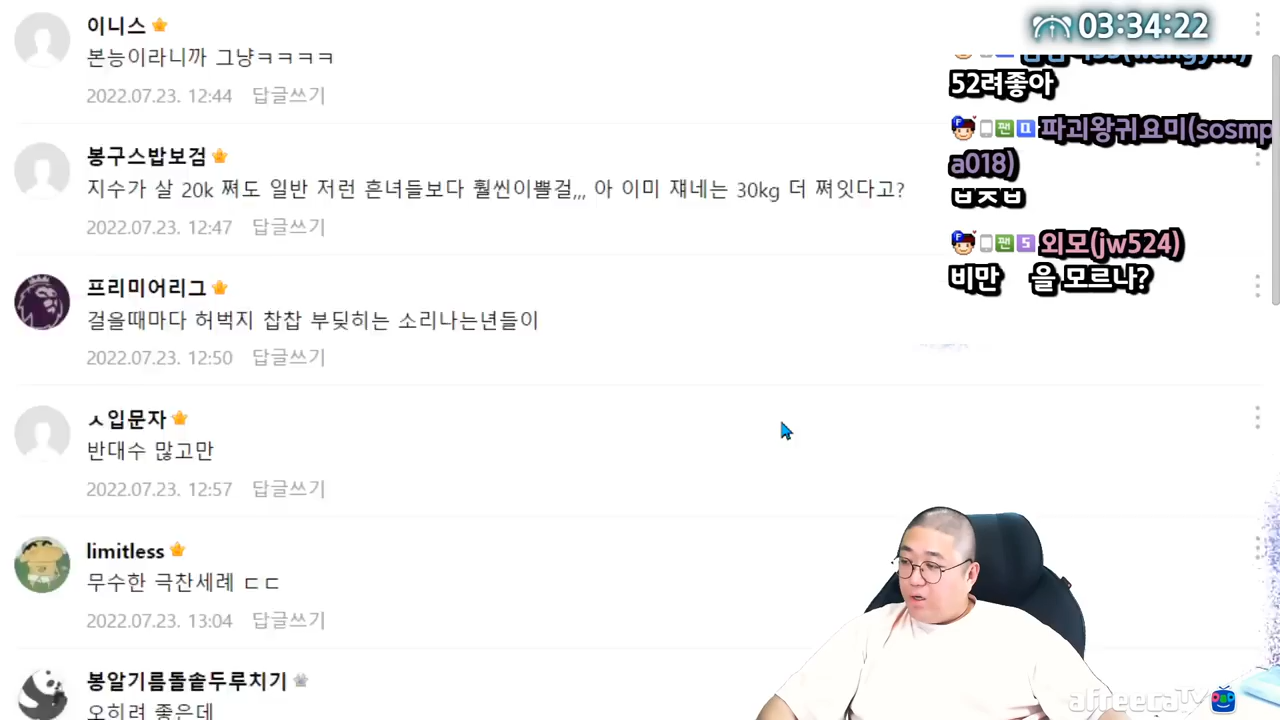 이니스
본능이라니까 그냥ㅋㅋㅋㅋ
2022.07.23. 12:44 답글쓰기
봉구스밥보검
지수가 살 20k 쪄도 일반 저런 흔녀들보다 훨씬이쁠걸,,, 아 이미 쟤네는 30kg 더 쪄잇다고?
2022.07.23. 12:47 답글쓰기
프리미어리그
걸을때마다 허벅지 찹찹 부딪히는 소리나는년들이
2022.07.23. 12:50 답글쓰기
ㅅ입문자
반대수 많고만
2022.07.23. 12:57 답글쓰기
limitless
무수한 극찬세례 ㄷㄷ
2022.07.23. 13:04 답글쓰기
봉알기름돌솥두루치기
오히려 좋은데
03:34:22
52려좋아
F 팬 파괴왕귀요미(sosmp
a018)
ㅂㅈㅂ
F 팬 S 외모(jw524)
비만 을 모르나?
afreecaTV